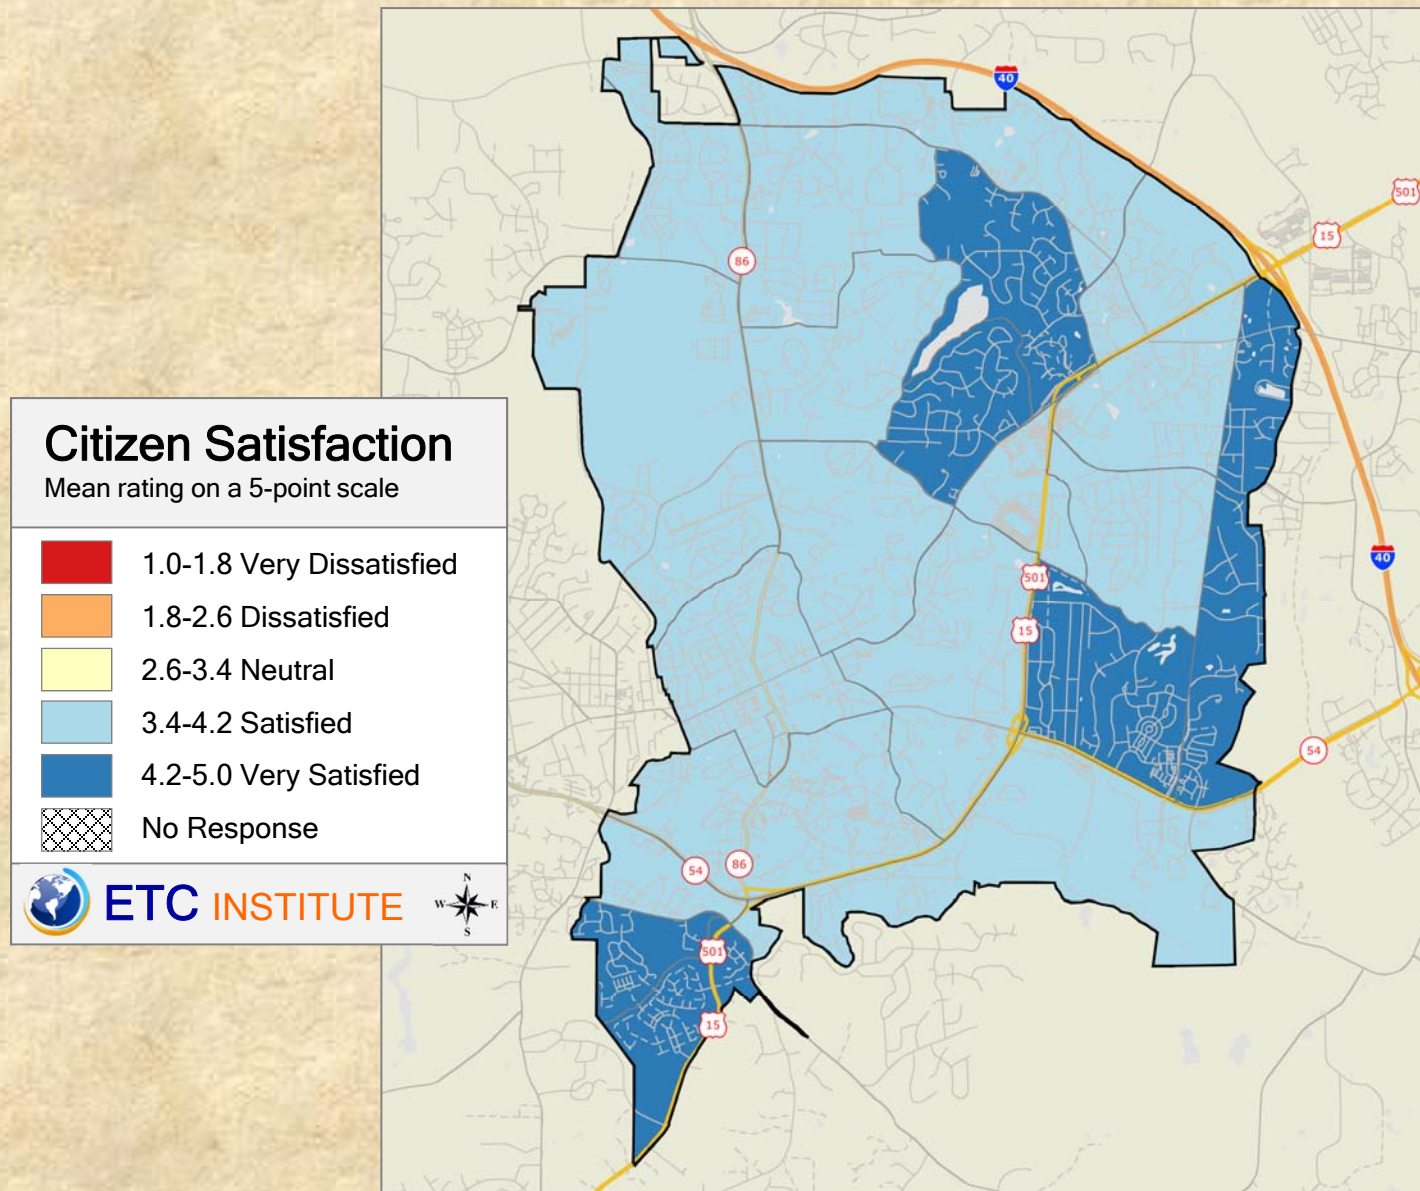 Citizen Satisfaction
Mean rating on a 5-point scale
1.0-1.8 Very Dissatisfied
1.8-2.6 Dissatisfied
2.6-3.4 Neutral
3.4-4.2 Satisfied
4.2-5.0 Very Satisfied
No Response
ETC INSTITUTE
N
W E
S
40
501
15
86
501
40
15
54
54
86
501
15